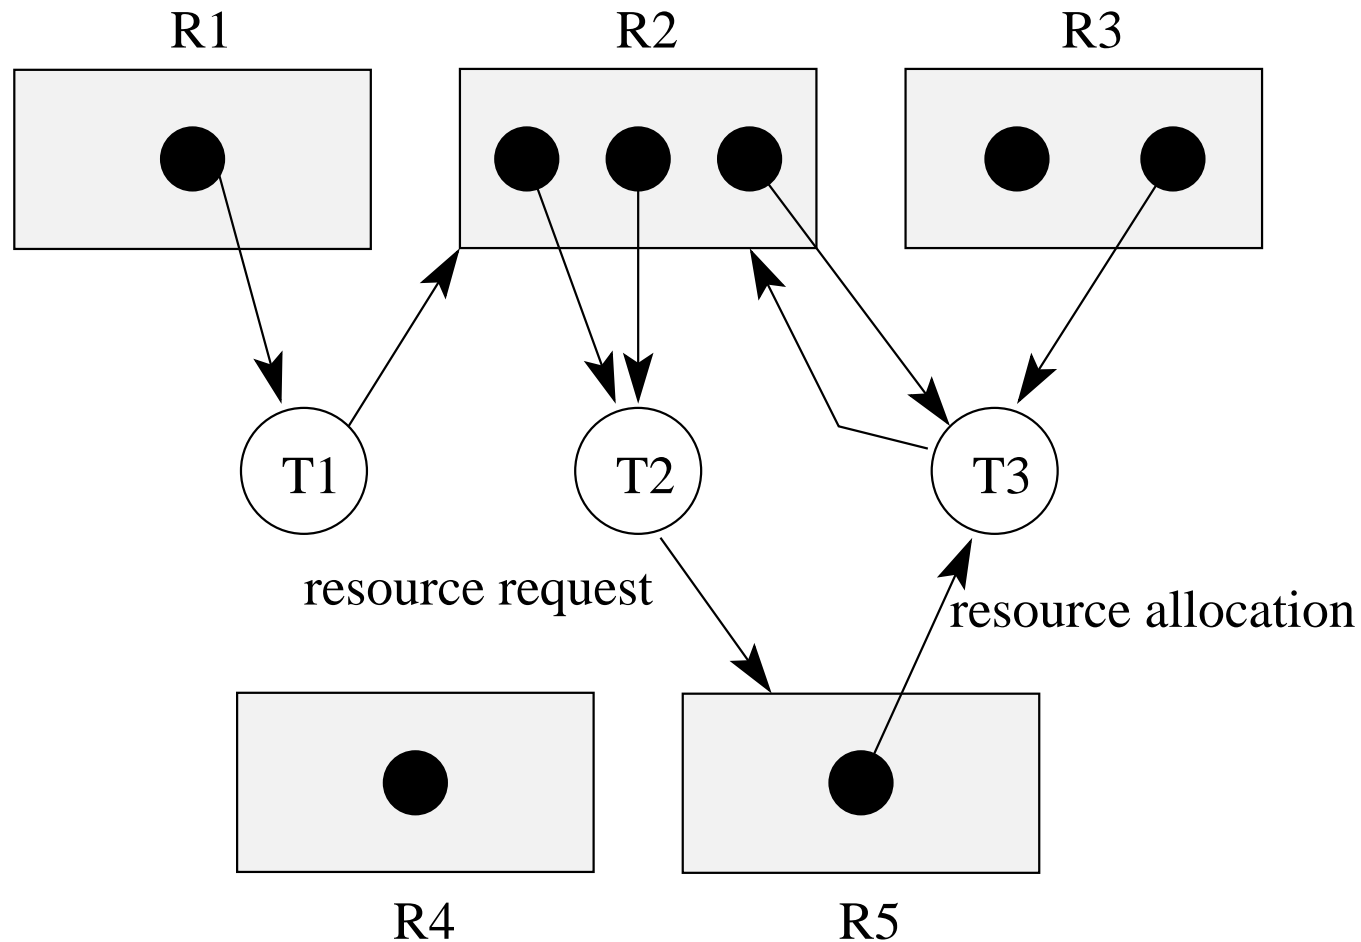 R1
R2
R3
T1
T2
T3
resource request
resource allocation
R4
R5